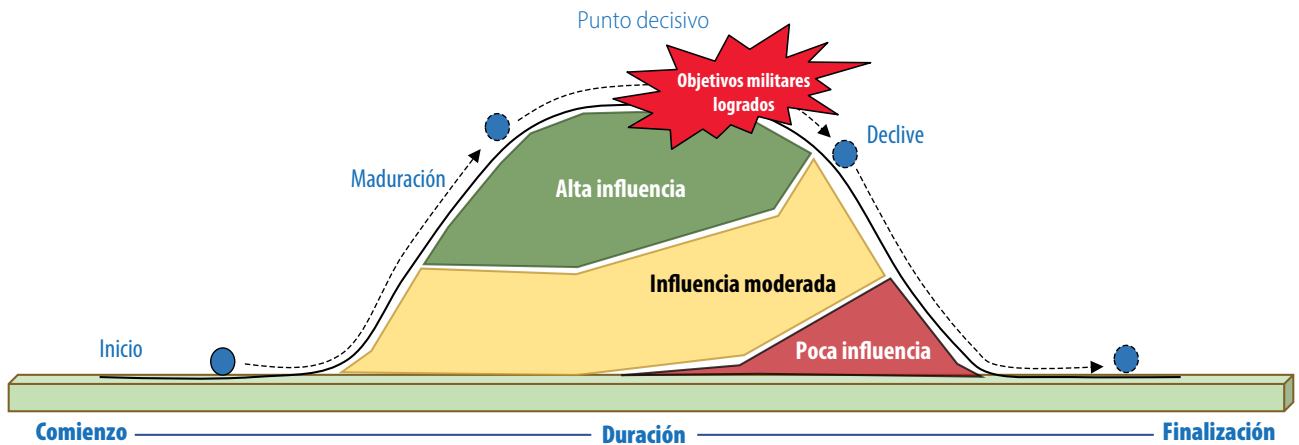 Punto decisivo
Objetivos militares
logrados
Declive
Maduración
Alta influencia
Influencia moderada
Inicio
Poca influencia
Comienzo
Duración
Finalización